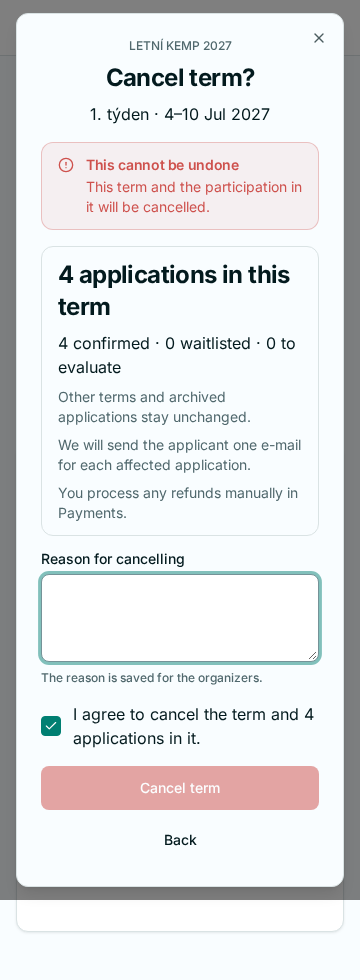 LETNÍ KEMP 2027
Cancel term?
1. týden · 4–10 Jul 2027
This cannot be undone
This term and the participation in
it will be cancelled.
4 applications in this
term
4 confirmed · 0 waitlisted · 0 to
evaluate
Other terms and archived
applications stay unchanged.
We will send the applicant one e-mail
for each affected application.
You process any refunds manually in
Payments.
Reason for cancelling
The reason is saved for the organizers.
I agree to cancel the term and 4
applications in it.
Cancel term
Back